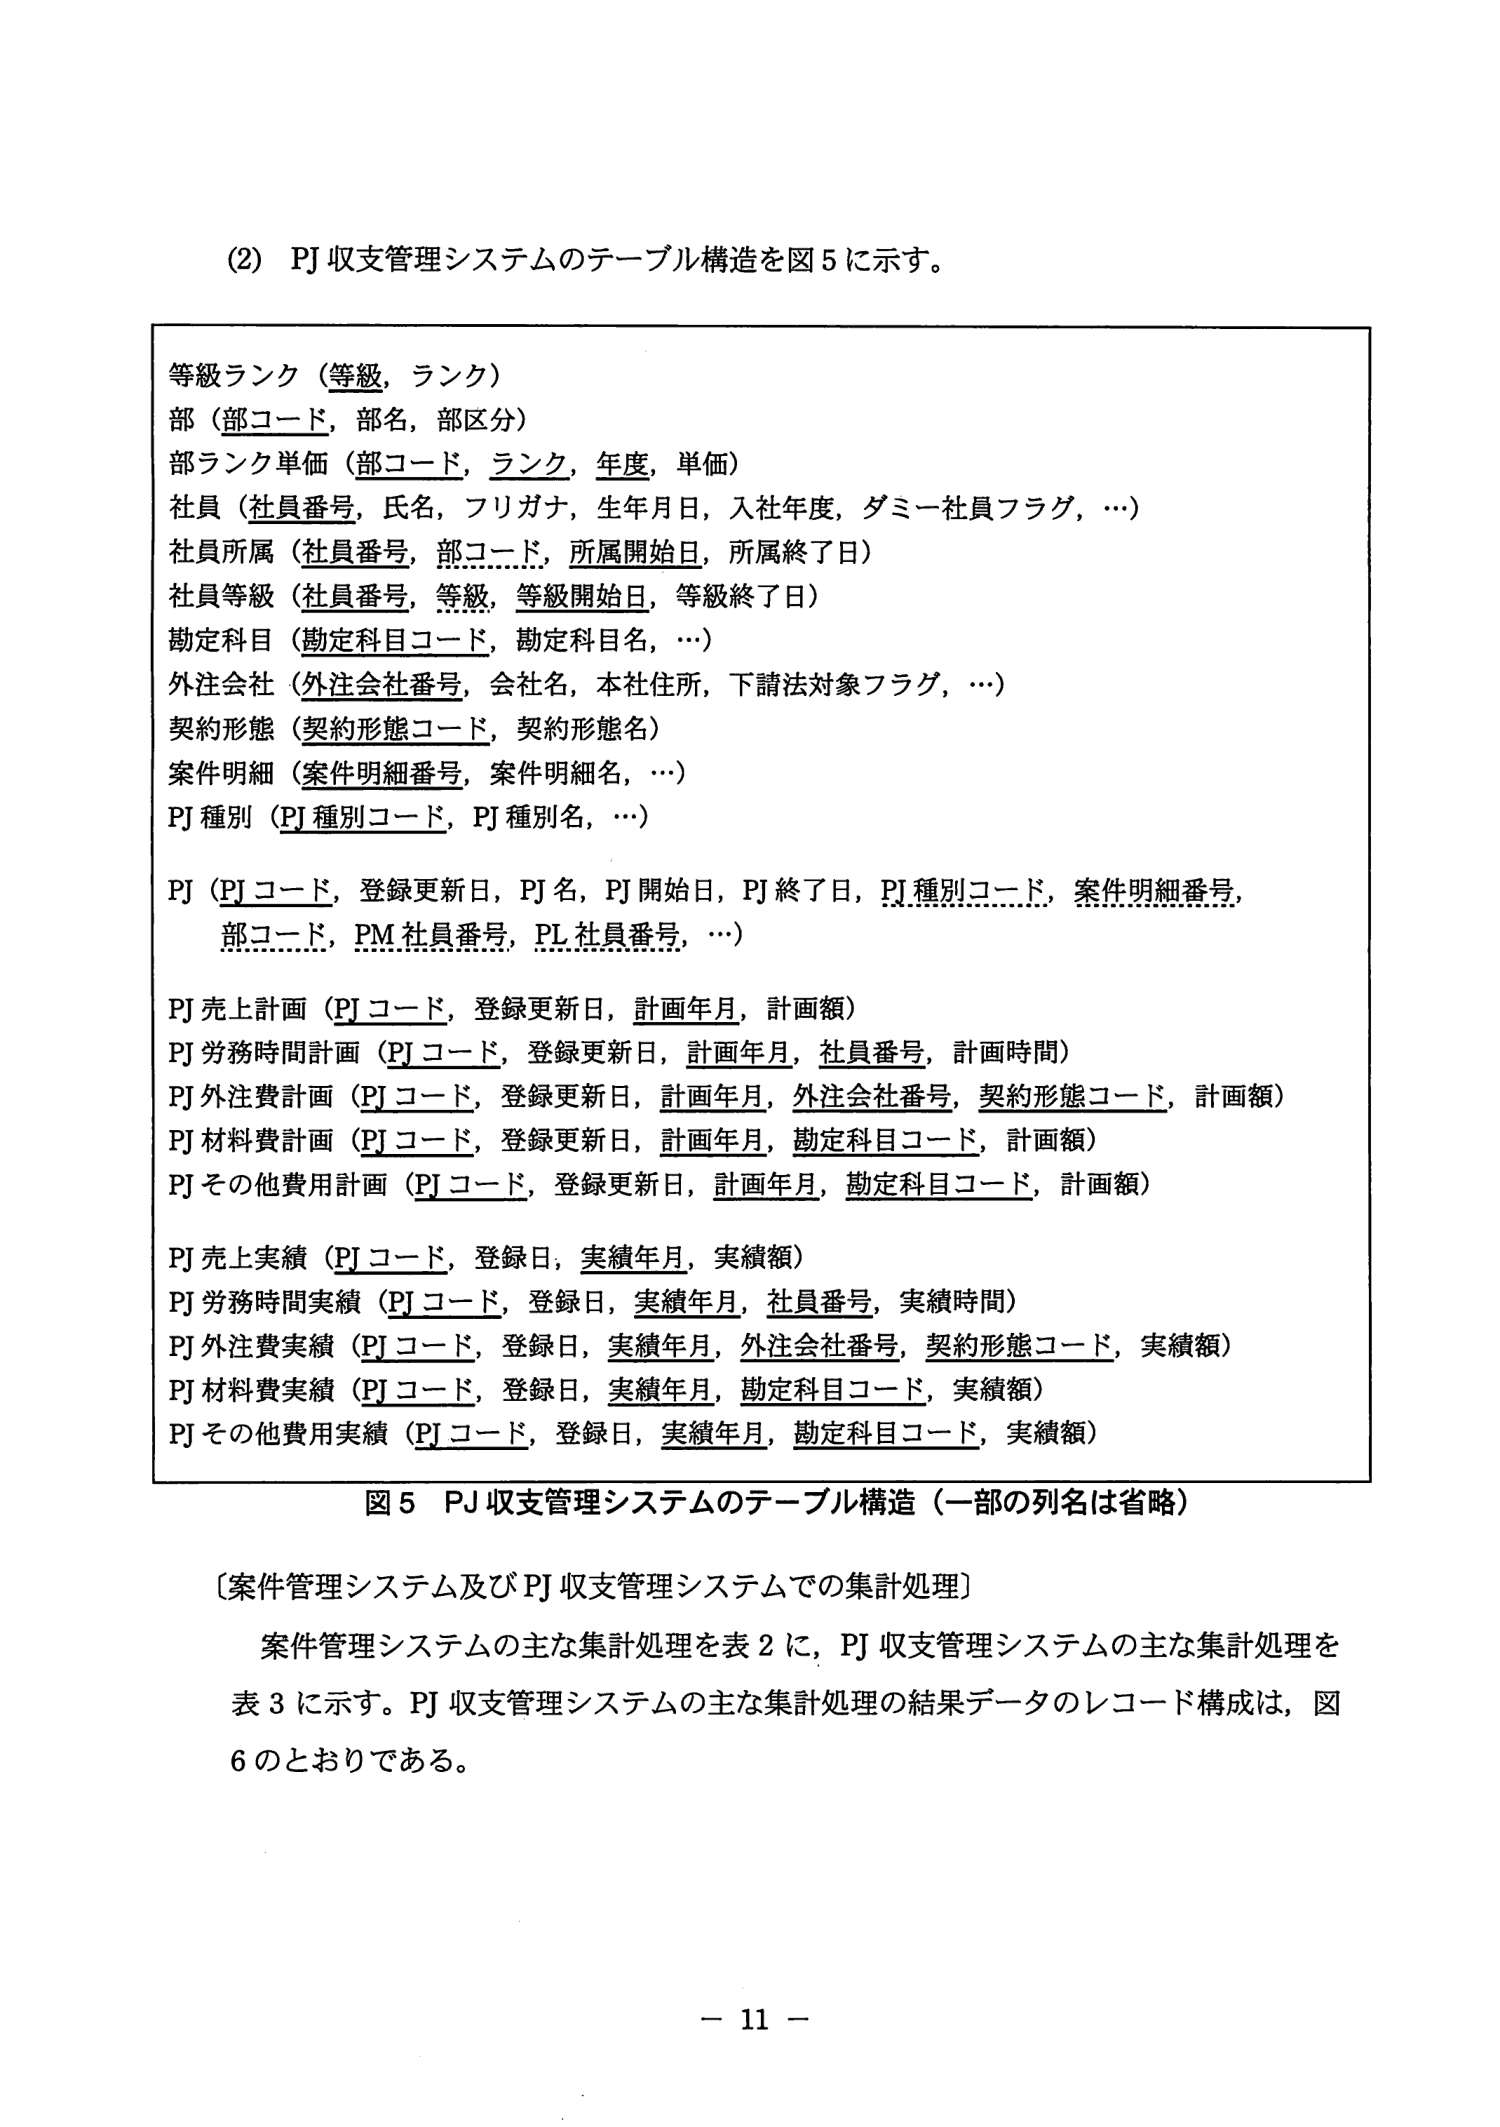 (2) PJ 収支管理システムのテーブル構造を図 5 に示す。
等級ランク（等級，ランク）
部（部コード，部名，部区分）
部ランク単価（部コード，ランク，年度，単価）
社員（社員番号，氏名，フリガナ，生年月日，入社年度，ダミー社員フラグ，…）
社員所属（社員番号，部コード，所属開始日，所属終了日）
社員等級（社員番号，等級，等級開始日，等級終了日）
勘定科目（勘定科目コード，勘定科目名，…）
外注会社（外注会社番号，会社名，本社住所，下請法対象フラグ，…）
契約形態（契約形態コード，契約形態名）
案件明細（案件明細番号，案件明細名，…）
PJ 種別（PJ 種別コード，PJ 種別名，…）
PJ（PJ コード，登録更新日，PJ 名，PJ 開始日，PJ 終了日，PJ 種別コード，案件明細番号，
部コード，PM 社員番号，PL 社員番号，…）
PJ 売上計画（PJ コード，登録更新日，計画年月，計画額）
PJ 労務時間計画（PJ コード，登録更新日，計画年月，社員番号，計画時間）
PJ 外注費計画（PJ コード，登録更新日，計画年月，外注会社番号，契約形態コード，計画額）
PJ 材料費計画（PJ コード，登録更新日，計画年月，勘定科目コード，計画額）
PJ その他費用計画（PJ コード，登録更新日，計画年月，勘定科目コード，計画額）
PJ 売上実績（PJ コード，登録日，実績年月，実績額）
PJ 労務時間実績（PJ コード，登録日，実績年月，社員番号，実績時間）
PJ 外注費実績（PJ コード，登録日，実績年月，外注会社番号，契約形態コード，実績額）
PJ 材料費実績（PJ コード，登録日，実績年月，勘定科目コード，実績額）
PJ その他費用実績（PJ コード，登録日，実績年月，勘定科目コード，実績額）
図 5 PJ 収支管理システムのテーブル構造（一部の列名は省略）
〔案件管理システム及び PJ 収支管理システムでの集計処理〕
案件管理システムの主な集計処理を表 2 に，PJ 収支管理システムの主な集計処理を
表 3 に示す。PJ 収支管理システムの主な集計処理の結果データのレコード構成は，図
6 のとおりである。
－ 11 －